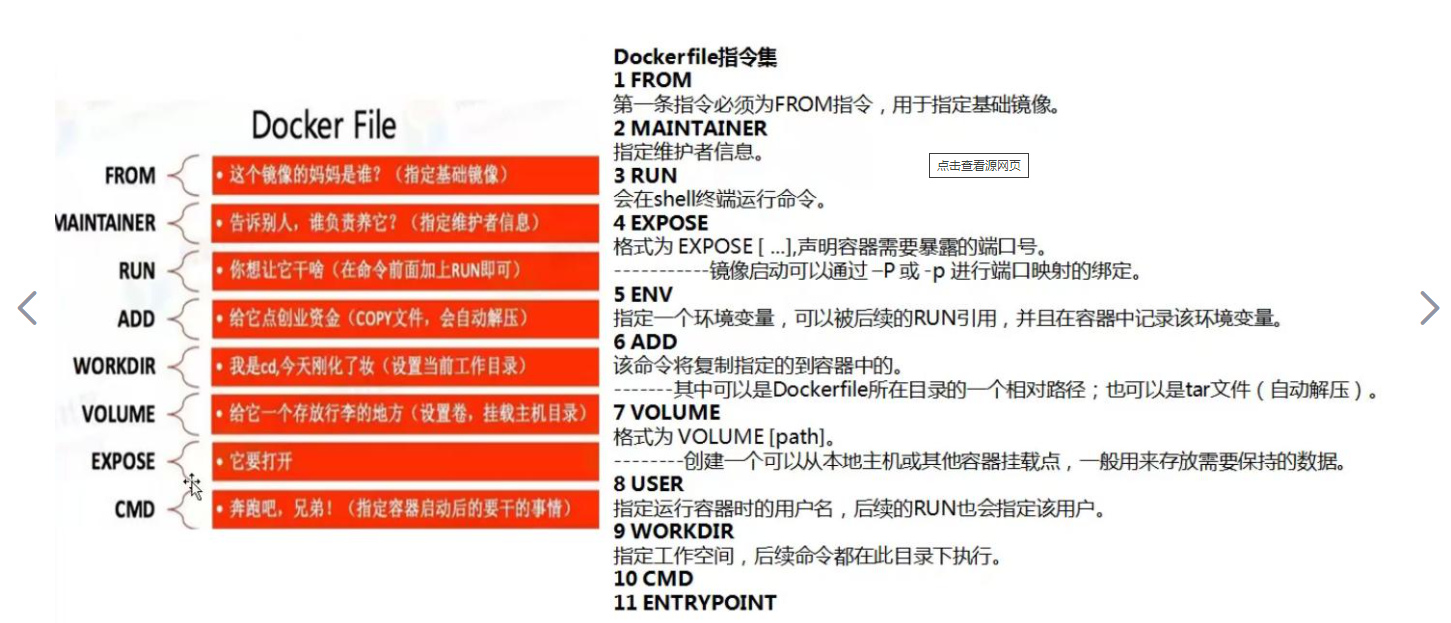 Docker File
FROM
• 这个镜像的妈妈是谁？（指定基础镜像）
MAINTAINER
• 告诉别人，谁负责养它？（指定维护者信息）
RUN
• 你想让它干啥（在命令前面加上RUN即可）
ADD
• 给它点创业资金（COPY文件，会自动解压）
WORKDIR
• 我是cd,今天刚化了妆（设置当前工作目录）
VOLUME
• 给它一个存放行李的地方（设置卷，挂载主机目录）
EXPOSE
• 它要打开
CMD
• 奔跑吧，兄弟！（指定容器启动后的要干的事情）
Dockerfile指令集
1 FROM
第一条指令必须为FROM指令，用于指定基础镜像。
2 MAINTAINER
指定维护者信息。
点击查看源网页
3 RUN
会在shell终端运行命令。
4 EXPOSE
格式为 EXPOSE [ ...],声明容器需要暴露的端口号。
-----------镜像启动可以通过 –P 或 -p 进行端口映射的绑定。
5 ENV
指定一个环境变量，可以被后续的RUN引用，并且在容器中记录该环境变量。
6 ADD
该命令将复制指定的到容器中的。
-------其中可以是Dockerfile所在目录的一个相对路径；也可以是tar文件（自动解压）。
7 VOLUME
格式为 VOLUME [path]。
--------创建一个可以从本地主机或其他容器挂载点，一般用来存放需要保持的数据。
8 USER
指定运行容器时的用户名，后续的RUN也会指定该用户。
9 WORKDIR
指定工作空间，后续命令都在此目录下执行。
10 CMD
11 ENTRYPOINT